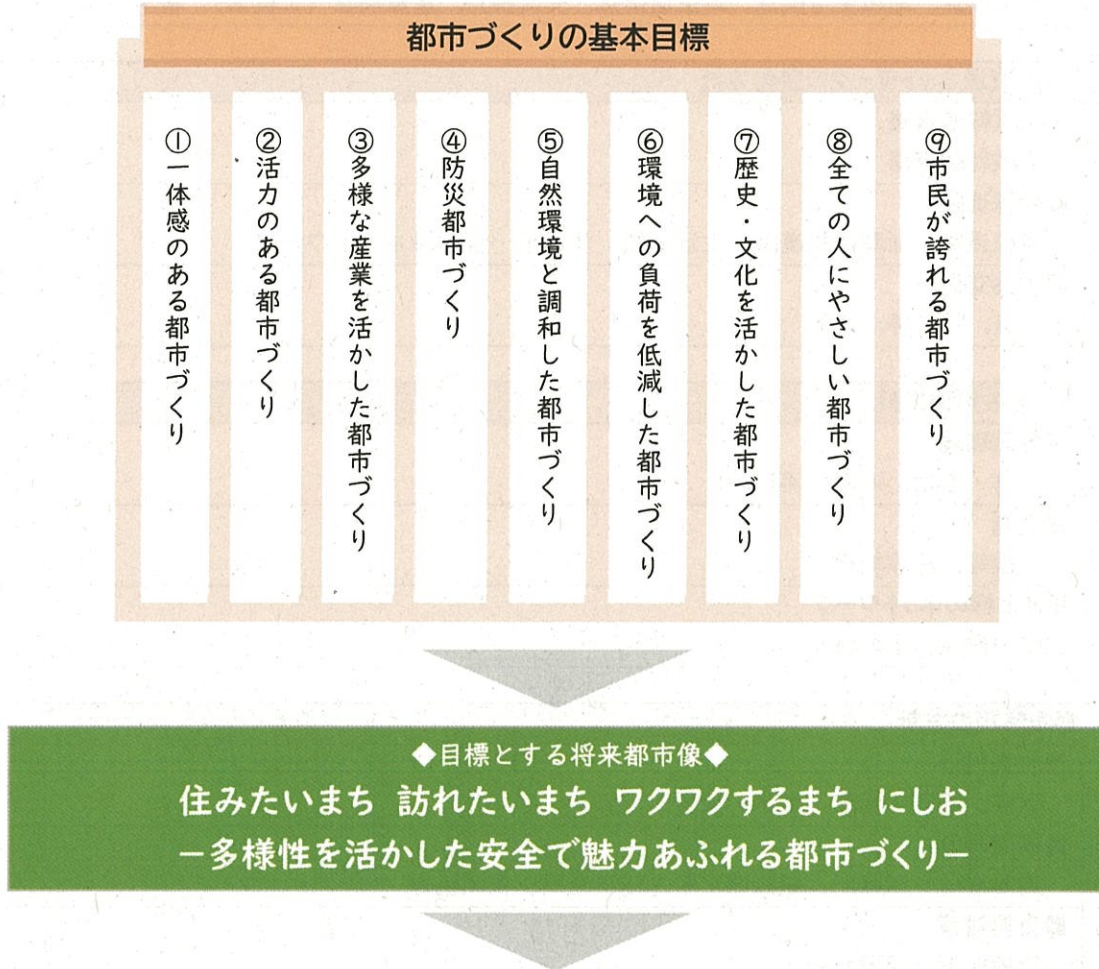 都市づくりの基本目標
①一体感のある都市づくり
②活力のある都市づくり
③多様な産業を活かした都市づくり
④防災都市づくり
⑤自然環境と調和した都市づくり
⑥環境への負荷を低減した都市づくり
⑦歴史・文化を活かした都市づくり
⑧全ての人にやさしい都市づくり
⑨市民が誇れる都市づくり
◆目標とする将来都市像◆
住みたいまち 訪れたいまち ワクワクするまち にしお
−多様性を活かした安全で魅力あふれる都市づくり−